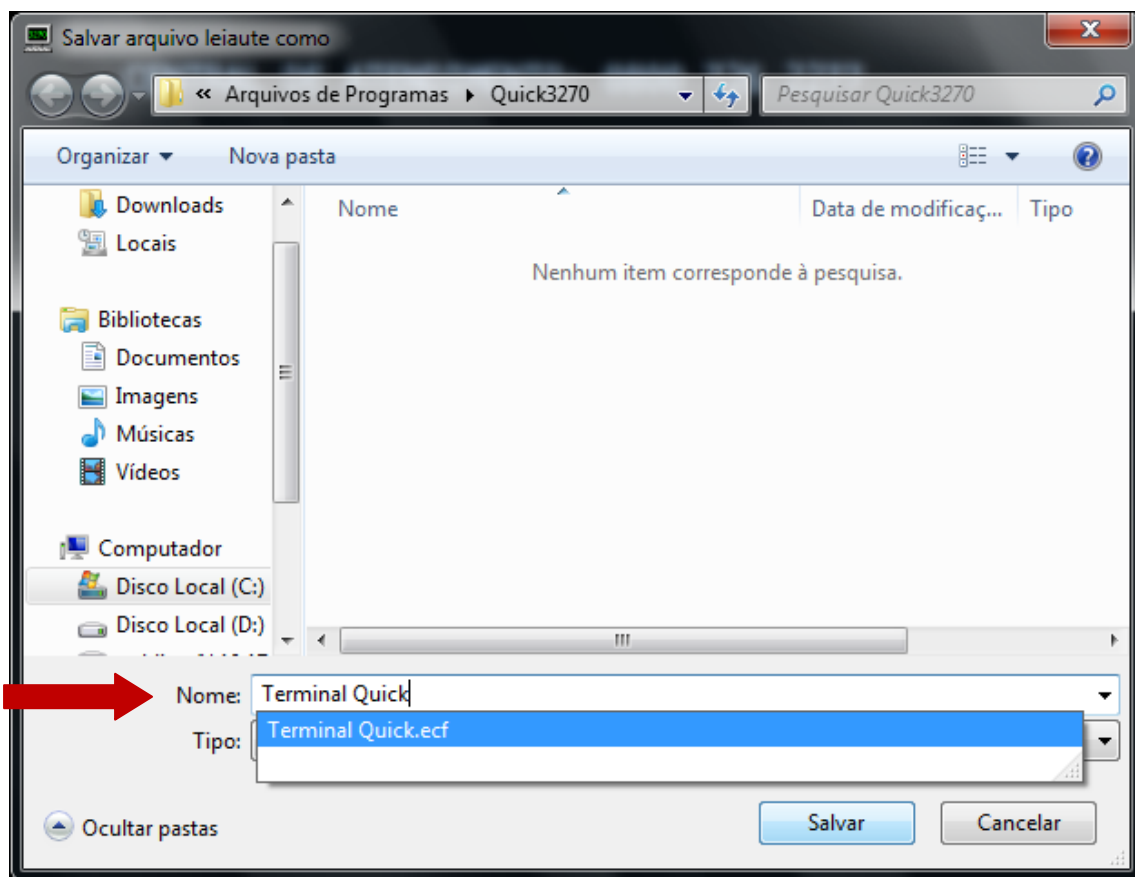 Salvar arquivo leiaute como
« Arquivos de Programas Quick3270
Pesquisar Quick3270
Organizar
Nova pasta
Downloads
Locais
Bibliotecas
Documentos
Imagens
Músicas
Vídeos
Computador
Disco Local (C:)
Disco Local (D:)
Nome
Data de modificaç...
Tipo
Nenhum item corresponde à pesquisa.
Nome: Terminal Quick
Terminal Quick.ecf
Tipo:
Ocultar pastas
Salvar
Cancelar